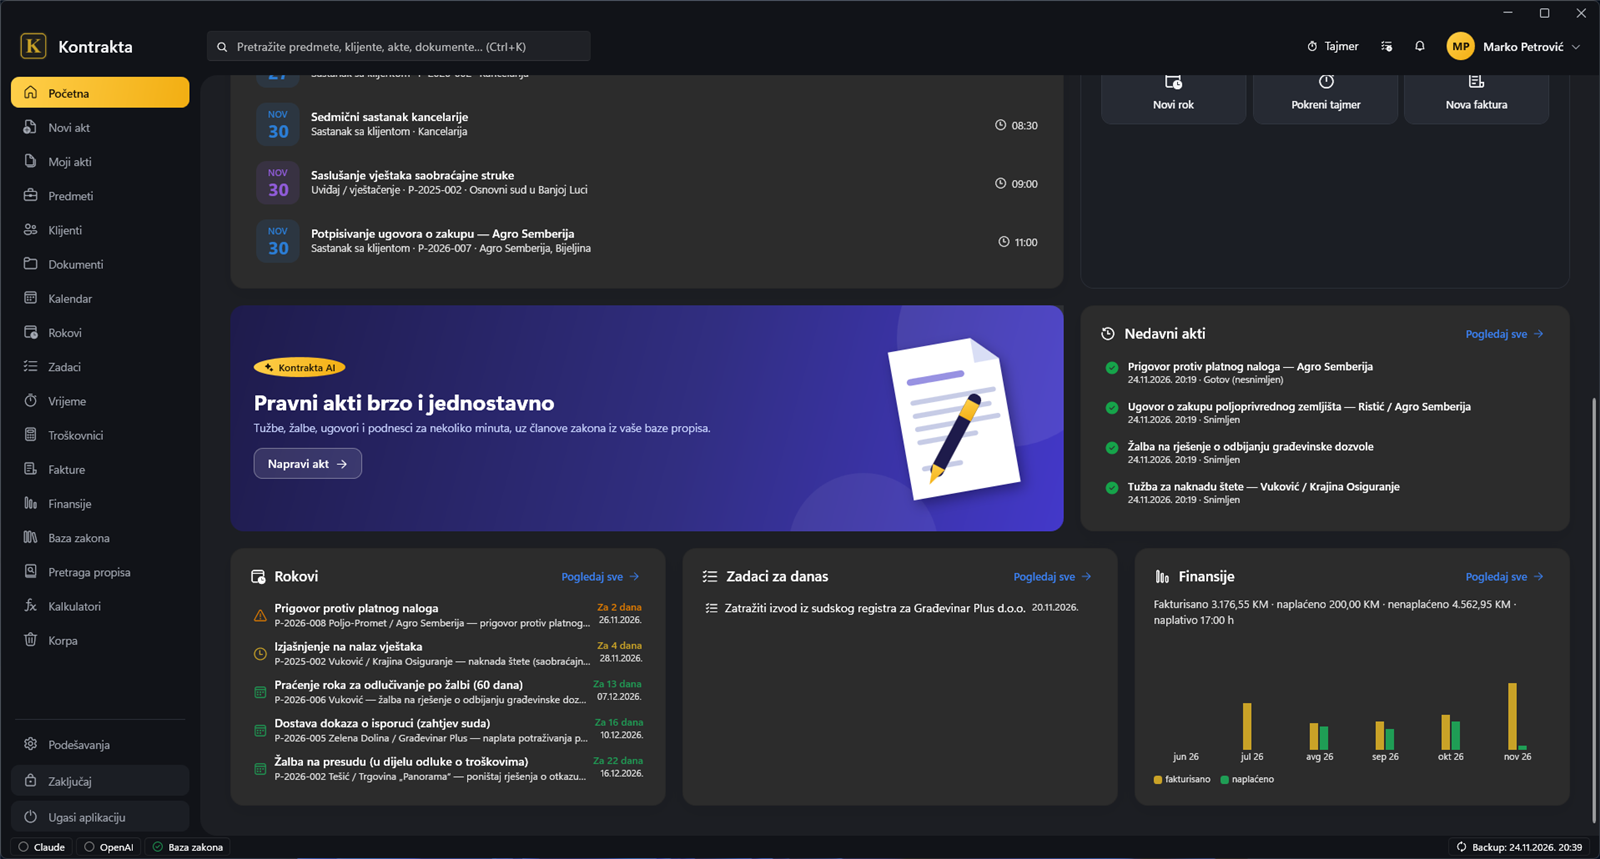 Kontrakta
Pretražite predmete, klijente, akte, dokumente... (Ctrl+K)
Tajmer
MP
Marko Petrović
Početna
Novi akt
Moji akti
Predmeti
Klijenti
Dokumenti
Kalendar
Rokovi
Zadaci
Vrijeme
Troškovnici
Fakture
Finansije
Baza zakona
Pretraga propisa
Kalkulatori
Korpa
Podešavanja
Zaključaj
Ugasi aplikaciju
NOV
30
Sedmični sastanak kancelarije
Sastanak sa klijentom · Kancelarija
08:30
NOV
30
Saslušanje vještaka saobraćajne struke
Uviđaj / vještačenje · P-2025-002 · Osnovni sud u Banjoj Luci
09:00
NOV
30
Potpisivanje ugovora o zakupu — Agro Semberija
Sastanak sa klijentom · P-2026-007 · Agro Semberija, Bijeljina
11:00
Novi rok
Pokreni tajmer
Nova faktura
Kontrakta AI
Pravni akti brzo i jednostavno
Tužbe, žalbe, ugovori i podnesci za nekoliko minuta, uz članove zakona iz vaše baze propisa.
Napravi akt →
Nedavni akti
Pogledaj sve →
Prigovor protiv platnog naloga — Agro Semberija
24.11.2026. 20:19 · Gotov (nesnimljen)
Ugovor o zakupu poljoprivrednog zemljišta — Ristić / Agro Semberija
24.11.2026. 20:19 · Snimljen
Žalba na rješenje o odbijanju građevinske dozvole
24.11.2026. 20:19 · Snimljen
Tužba za naknadu štete — Vuković / Krajina Osiguranje
24.11.2026. 20:19 · Snimljen
Rokovi
Pogledaj sve →
Prigovor protiv platnog naloga
Za 2 dana
P-2026-008 Poljo-Promet / Agro Semberija — prigovor protiv platnog...
26.11.2026.
Izjašnjenje na nalaz vještaka
Za 4 dana
P-2025-002 Vuković / Krajina Osiguranje — naknada štete (saobraćajn...
28.11.2026.
Praćenje roka za odlučivanje po žalbi (60 dana)
Za 13 dana
P-2026-006 Vuković — žalba na rješenje o odbijanju građevinske doz...
07.12.2026.
Dostava dokaza o isporuci (zahtjev suda)
Za 16 dana
P-2026-005 Zelena Dolina / Građevinar Plus — naplata potraživanja p...
10.12.2026.
Žalba na presudu (u dijelu odluke o troškovima)
Za 22 dana
P-2026-002 Tešić / Trgovina „Panorama“ — poništaj rješenja o otkazu...
16.12.2026.
Zadaci za danas
Pogledaj sve →
Zatražiti izvod iz sudskog registra za Građevinar Plus d.o.o.
20.11.2026.
Finansije
Pogledaj sve →
Fakturisano 3.176,55 KM · naplaćeno 200,00 KM · nenaplaćeno 4.562,95 KM ·
naplativo 17:00 h
jun 26
jul 26
avg 26
sep 26
okt 26
nov 26
fakturisano
naplaćeno
Claude
OpenAI
Baza zakona
Backup: 24.11.2026. 20:39